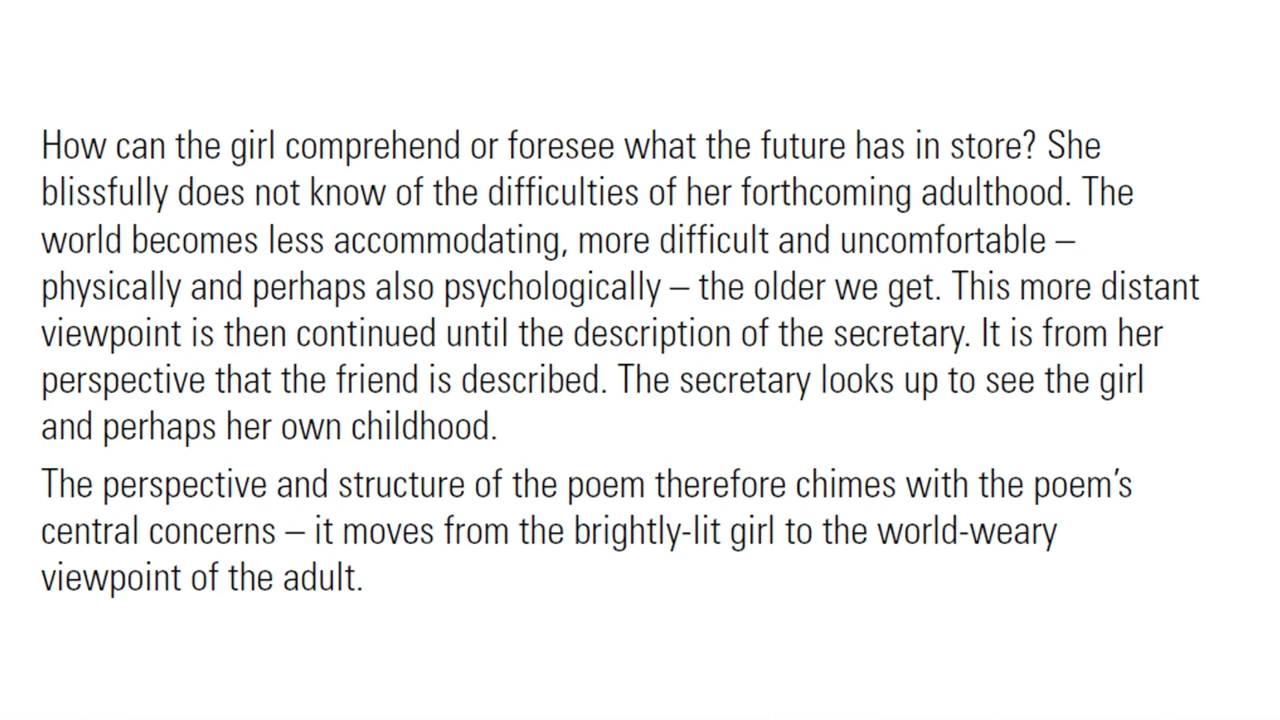 How can the girl comprehend or foresee what the future has in store? She
blissfully does not know of the difficulties of her forthcoming adulthood. The
world becomes less accommodating, more difficult and uncomfortable –
physically and perhaps also psychologically – the older we get. This more distant
viewpoint is then continued until the description of the secretary. It is from her
perspective that the friend is described. The secretary looks up to see the girl
and perhaps her own childhood.
The perspective and structure of the poem therefore chimes with the poem’s
central concerns – it moves from the brightly-lit girl to the world-weary
viewpoint of the adult.